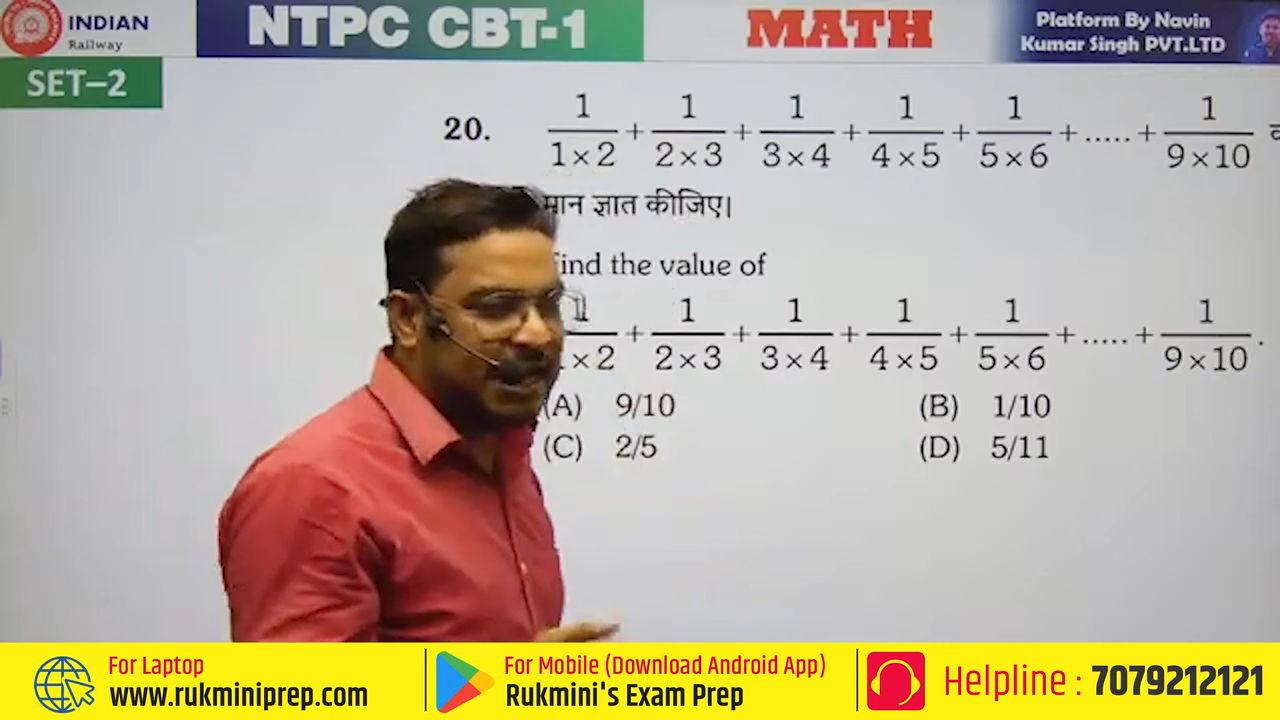 INDIAN
Railway
NTPC CBT-1
MATH
Platform By Navin
Kumar Singh PVT.LTD
SET–2
20. 1/1×2 + 1/2×3 + 1/3×4 + 1/4×5 + 1/5×6 + ..... + 1/9×10
मान ज्ञात कीजिए।
ind the value of
1/×2 + 1/2×3 + 1/3×4 + 1/4×5 + 1/5×6 + ..... + 1/9×10.
(A) 9/10 (B) 1/10
(C) 2/5 (D) 5/11
For Laptop
www.rukminiprep.com
For Mobile (Download Android App)
Rukmini's Exam Prep
Helpline : 7079212121